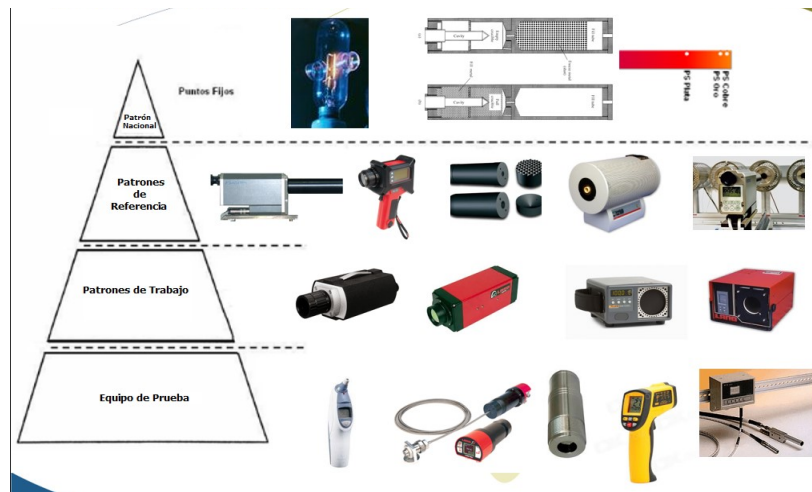 Puntos Fijos
Patrón
Nacional
PS Cobre
PS Oro
PS Plata
Patrones
de
Referencia
Patrones de Trabajo
Equipo de Prueba